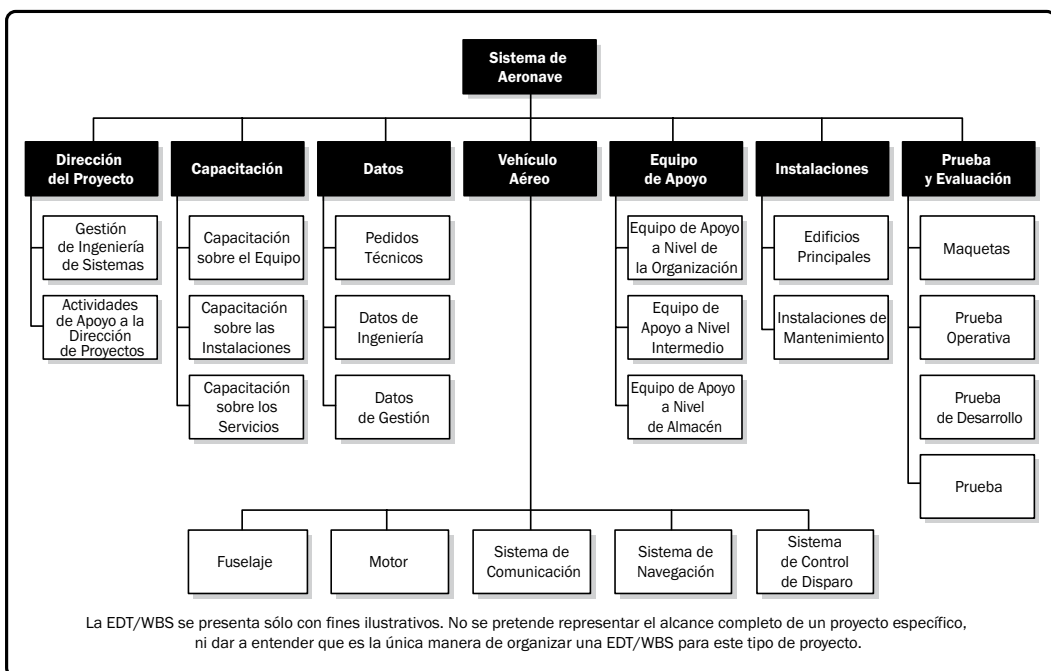 Sistema de
Aeronave
Dirección
del Proyecto
Capacitación
Datos
Vehículo
Aéreo
Equipo
de Apoyo
Instalaciones
Prueba
y Evaluación
Gestión
de Ingeniería
de Sistemas
Actividades
de Apoyo a la
Dirección
de Proyectos
Capacitación
sobre el Equipo
Capacitación
sobre las
Instalaciones
Capacitación
sobre los
Servicios
Pedidos
Técnicos
Datos de
Ingeniería
Datos
de Gestión
Equipo de Apoyo
a Nivel de
la Organización
Equipo de
Apoyo a Nivel
Intermedio
Equipo de Apoyo
a Nivel
de Almacén
Edificios
Principales
Instalaciones de
Mantenimiento
Maquetas
Prueba
Operativa
Prueba
de Desarrollo
Prueba
Fuselaje
Motor
Sistema de
Comunicación
Sistema de
Navegación
Sistema
de Control
de Disparo
La EDT/WBS se presenta sólo con fines ilustrativos. No se pretende representar el alcance completo de un proyecto específico,
ni dar a entender que es la única manera de organizar una EDT/WBS para este tipo de proyecto.